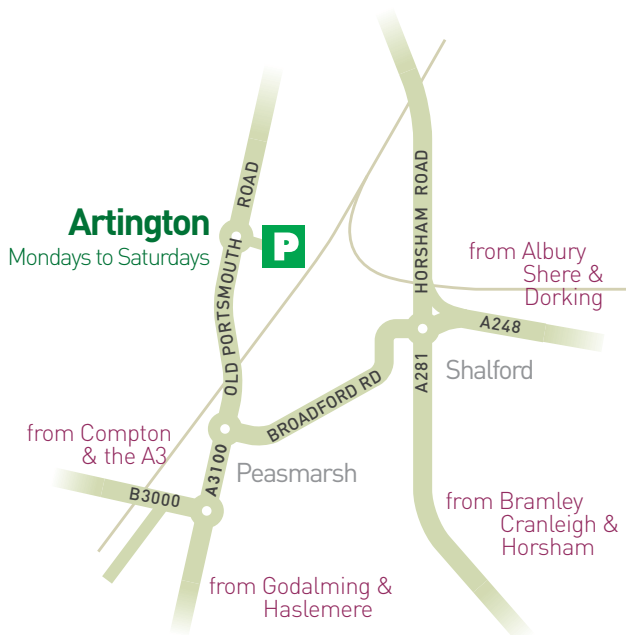 Artington
Mondays to Saturdays
P
OLD PORTSMOUTH ROAD
HORSHAM ROAD
from Albury
Shere &
Dorking
A248
A281
Shalford
BROADFORD RD
from Compton
& the A3
A3100
Peasmarsh
B3000
from Bramley
Cranleigh &
Horsham
from Godalming &
Haslemere